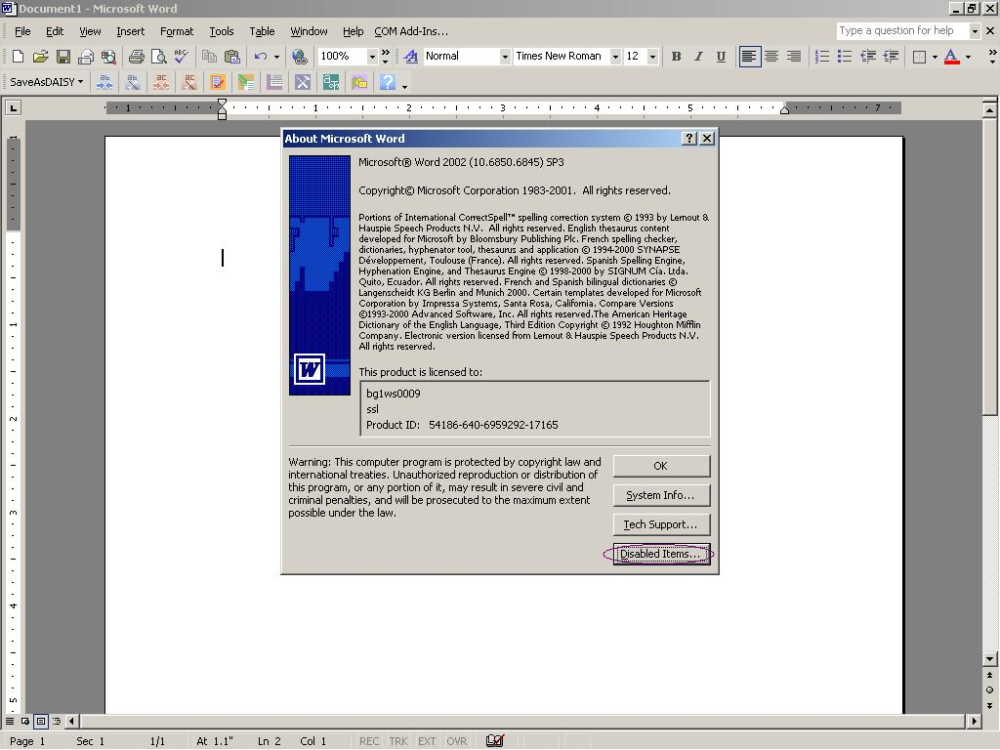 Document1 - Microsoft Word
File Edit View Insert Format Tools Table Window Help COM Add-Ins... Type a question for help
100% Normal Times New Roman 12 B I U
SaveAsDAISY
1 1 2 3 4 5 7
About Microsoft Word
Microsoft® Word 2002 (10.6850.6845) SP3
Copyright© Microsoft Corporation 1983-2001. All rights reserved.
Portions of International CorrectSpell™ spelling correction system © 1993 by Lernout &
Hauspie Speech Products N.V. All rights reserved. English thesaurus content
developed for Microsoft by Bloomsbury Publishing Plc. French spelling checker,
dictionaries, hyphenator tool, thesaurus and application © 1994-2000 SYNAPSE
Développement, Toulouse (France). All rights reserved. Spanish Spelling Engine,
Hyphenation Engine, and Thesaurus Engine © 1998-2000 by SIGNUM Cía. Ltda.
Quito, Ecuador. All rights reserved. French and Spanish bilingual dictionaries ©
Langenscheidt KG Berlin and Munich 2000. Certain templates developed for Microsoft
Corporation by Impressa Systems, Santa Rosa, California. Compare Versions
©1993-2000 Advanced Software, Inc. All rights reserved.The American Heritage
Dictionary of the English Language, Third Edition Copyright © 1992 Houghton Mifflin
Company. Electronic version licensed from Lernout & Hauspie Speech Products N.V.
All rights reserved.
This product is licensed to:
bg1ws0009
ssl
Product ID: 54186-640-6959292-17165
Warning: This computer program is protected by copyright law and
international treaties. Unauthorized reproduction or distribution of
this program, or any portion of it, may result in severe civil and
criminal penalties, and will be prosecuted to the maximum extent
possible under the law.
OK
System Info...
Tech Support...
Disabled Items...
Page 1 Sec 1 1/1 At 1.1" Ln 2 Col 1 REC TRK EXT OVR